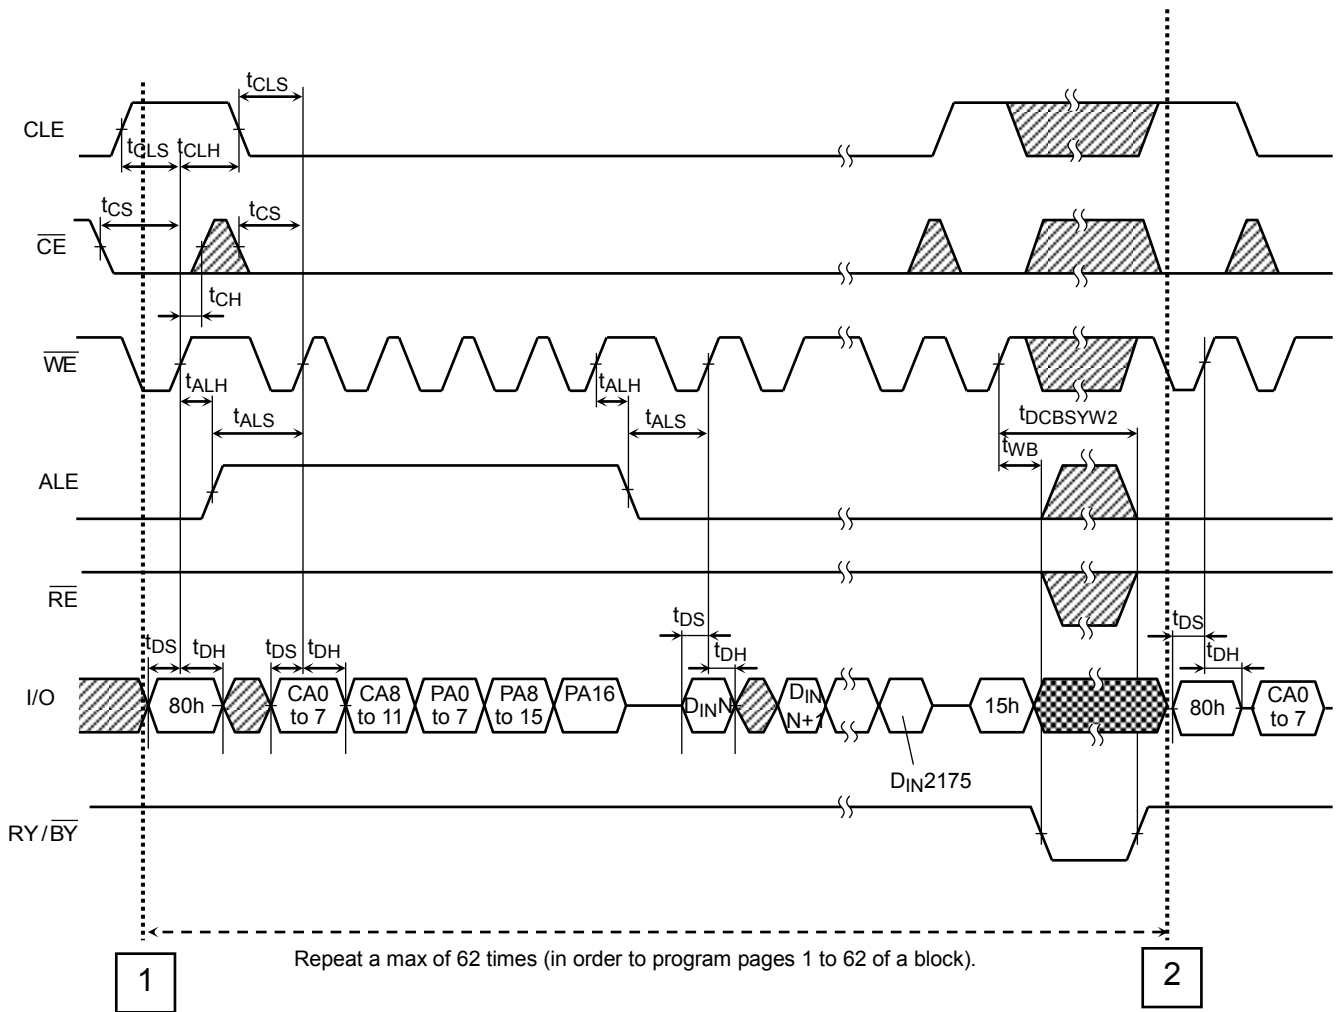 tCLS
CLE
tCLS tCLH
tCS tCS
CE
tCH
WE
tALH tALH
tALS tALS tDCBSYW2
tWB
ALE
RE
tDS tDH tDS tDH tDS tDH tDS tDH
I/O
80h
CA0 to 7
CA8 to 11
PA0 to 7
PA8 to 15
PA16
DINN
DIN N+1
15h
80h
CA0 to 7
DIN2175
RY/BY
Repeat a max of 62 times (in order to program pages 1 to 62 of a block).
1
2